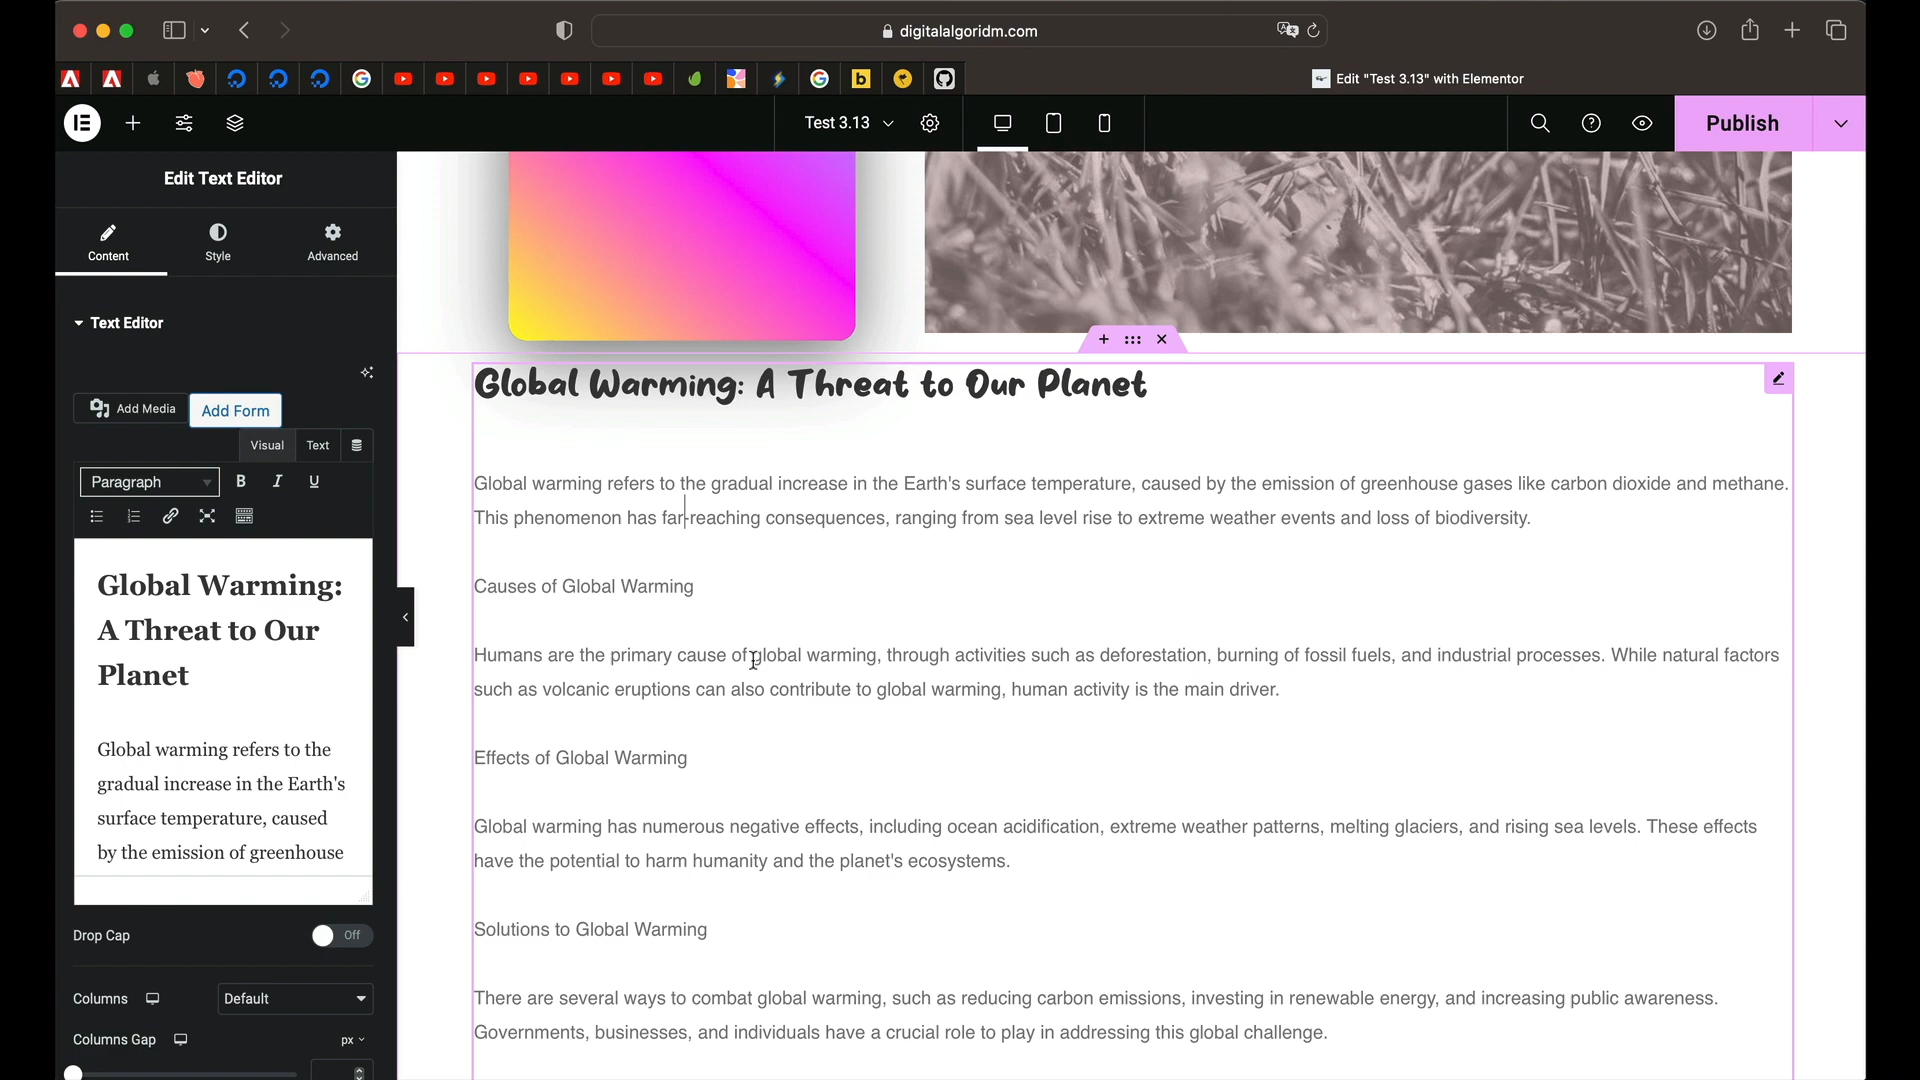 digitalalgoridm.com
Edit "Test 3.13" with Elementor
Test 3.13
Publish
Edit Text Editor
Content
Style
Advanced
Text Editor
Add Media
Add Form
Visual
Text
Paragraph
B
I
U
Global Warming:
A Threat to Our
Planet
Global warming refers to the
gradual increase in the Earth's
surface temperature, caused
by the emission of greenhouse
Drop Cap
Off
Columns
Default
Columns Gap
px
Global Warming: A Threat to Our Planet
Global warming refers to the gradual increase in the Earth's surface temperature, caused by the emission of greenhouse gases like carbon dioxide and methane.
This phenomenon has far-reaching consequences, ranging from sea level rise to extreme weather events and loss of biodiversity.
Causes of Global Warming
Humans are the primary cause of global warming, through activities such as deforestation, burning of fossil fuels, and industrial processes. While natural factors
such as volcanic eruptions can also contribute to global warming, human activity is the main driver.
Effects of Global Warming
Global warming has numerous negative effects, including ocean acidification, extreme weather patterns, melting glaciers, and rising sea levels. These effects
have the potential to harm humanity and the planet's ecosystems.
Solutions to Global Warming
There are several ways to combat global warming, such as reducing carbon emissions, investing in renewable energy, and increasing public awareness.
Governments, businesses, and individuals have a crucial role to play in addressing this global challenge.